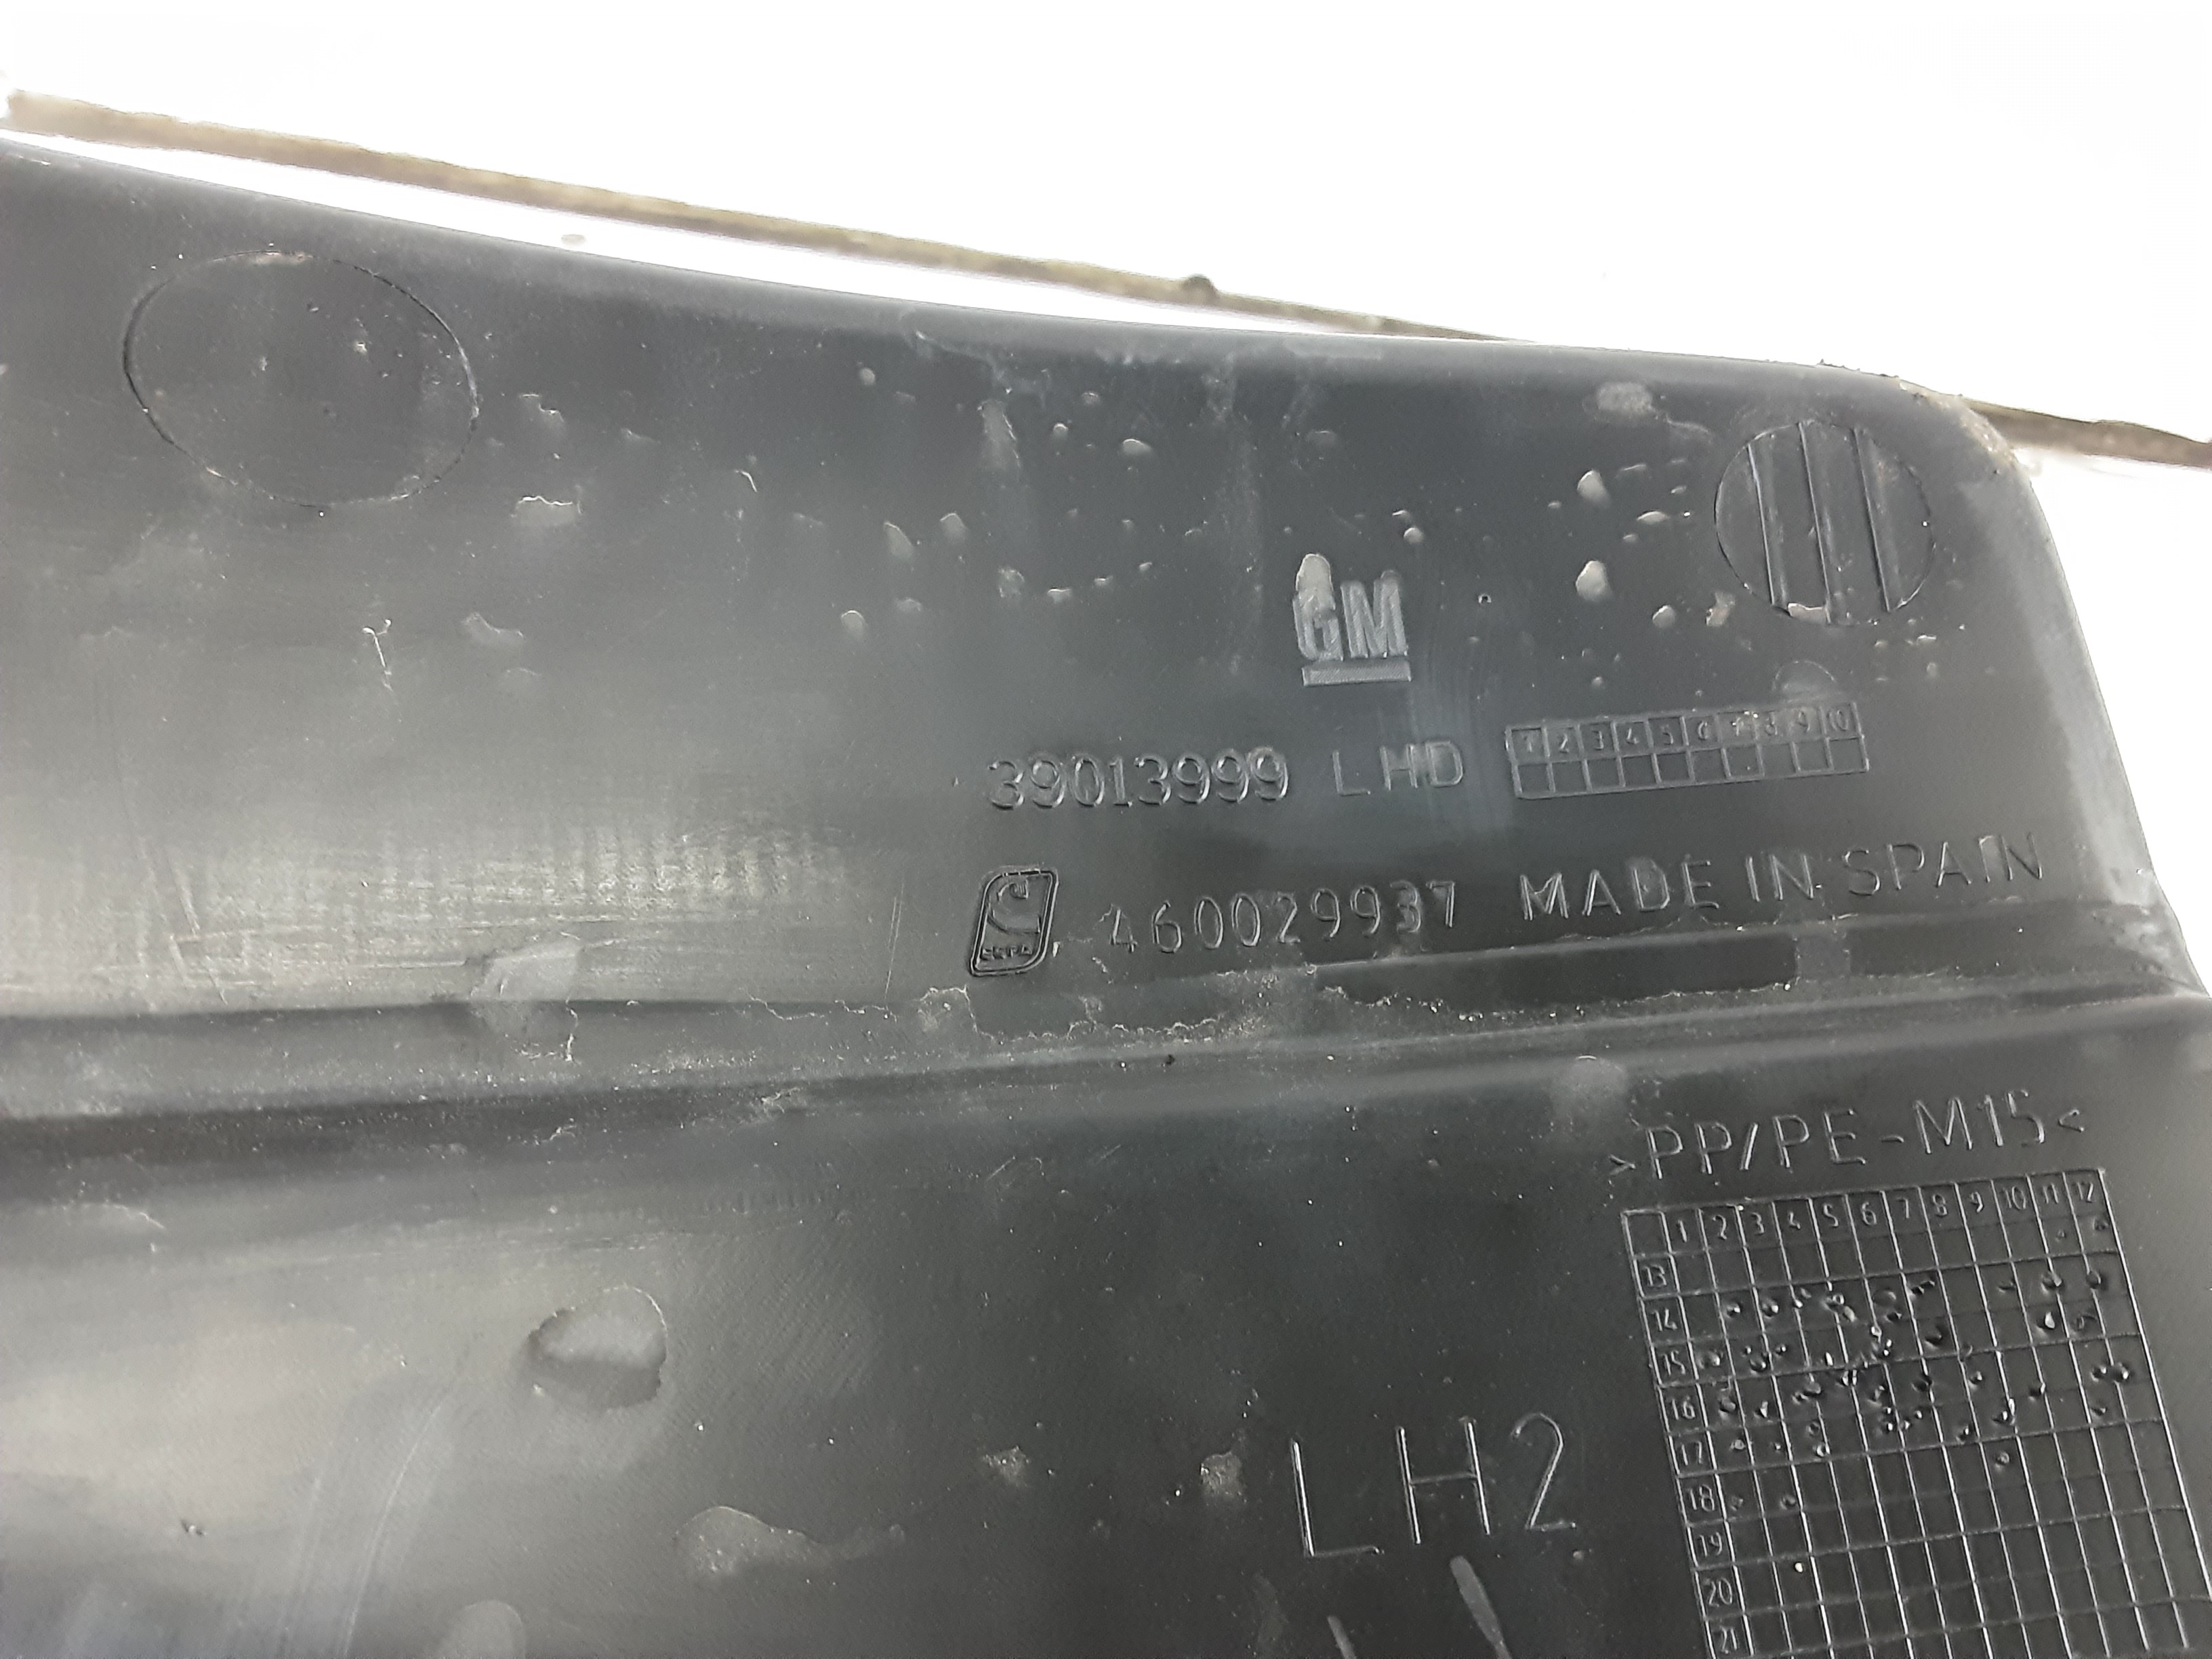 GM
39013999 LHD
1 2 3 4 5 6 7 8 9 10
460029937 MADE IN SPAIN
>PP/PE-M15<
1 2 3 4 5 6 7 8 9 10 11 12
13
14
15
16
17
18
19
20
21
LH2